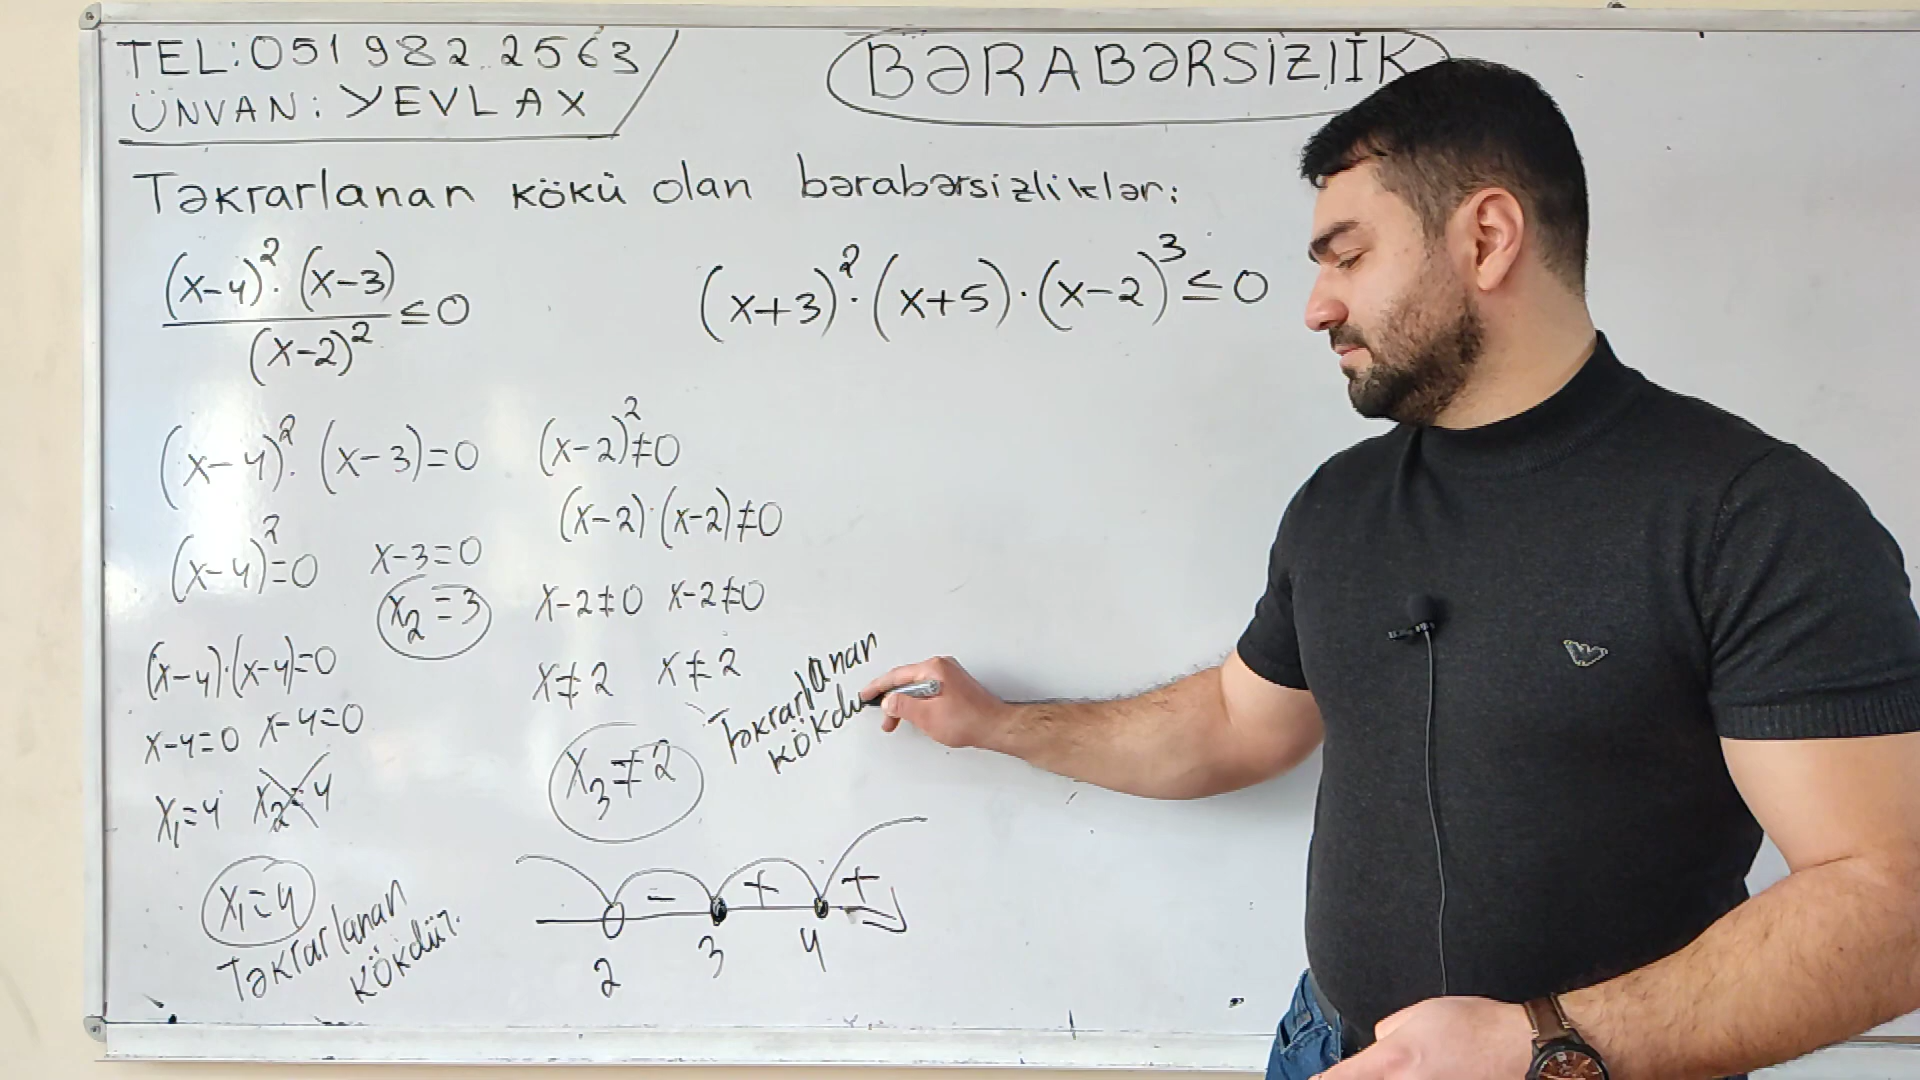 TEL: 051 982 2563
ÜNVAN: YEVLAX
BƏRABƏRSİZLİK
Təkrarlanan kökü olan bərabərsizliklər:
(x-4)²·(x-3)
(x-2)²
≤0
(x+3)²·(x+5)·(x-2)³≤0
(x-4)²·(x-3)=0
(x-4)²=0
x-3=0
x₂=3
(x-4)·(x-4)=0
x-4=0 x-4=0
x₁=4 x₂=4
x₁=4
Təkrarlanan
kökdür.
(x-2)²≠0
(x-2)·(x-2)≠0
x-2≠0 x-2≠0
x≠2 x≠2
x₃≠2
Təkrarlanan
kökdü
- + +
2 3 4